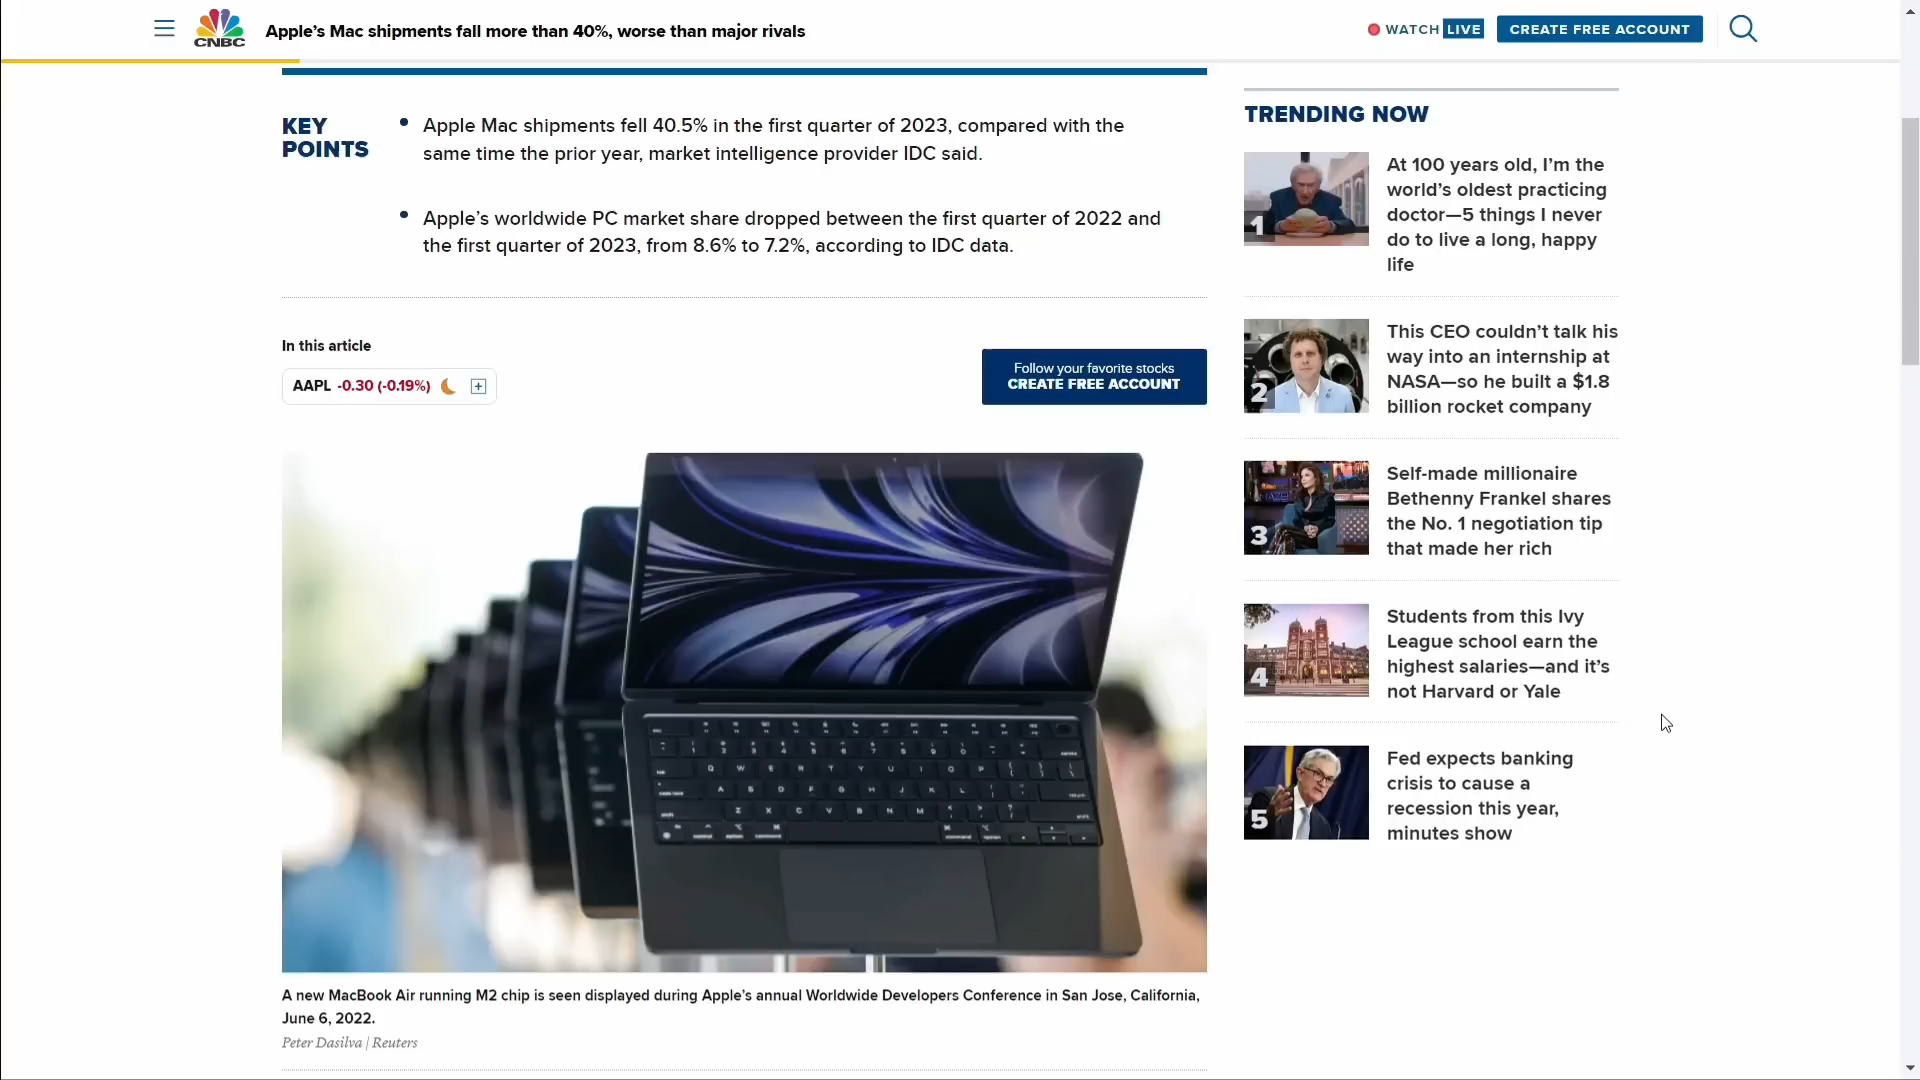 CNBC
Apple's Mac shipments fall more than 40%, worse than major rivals
WATCH LIVE
CREATE FREE ACCOUNT
KEY
POINTS
Apple Mac shipments fell 40.5% in the first quarter of 2023, compared with the
same time the prior year, market intelligence provider IDC said.
Apple's worldwide PC market share dropped between the first quarter of 2022 and
the first quarter of 2023, from 8.6% to 7.2%, according to IDC data.
In this article
AAPL -0.30 (-0.19%)
Follow your favorite stocks
CREATE FREE ACCOUNT
A new MacBook Air running M2 chip is seen displayed during Apple's annual Worldwide Developers Conference in San Jose, California,
June 6, 2022.
Peter Dasilva | Reuters
TRENDING NOW
1
At 100 years old, I'm the
world's oldest practicing
doctor—5 things I never
do to live a long, happy
life
2
This CEO couldn't talk his
way into an internship at
NASA—so he built a $1.8
billion rocket company
3
Self-made millionaire
Bethenny Frankel shares
the No. 1 negotiation tip
that made her rich
4
Students from this Ivy
League school earn the
highest salaries—and it's
not Harvard or Yale
5
Fed expects banking
crisis to cause a
recession this year,
minutes show